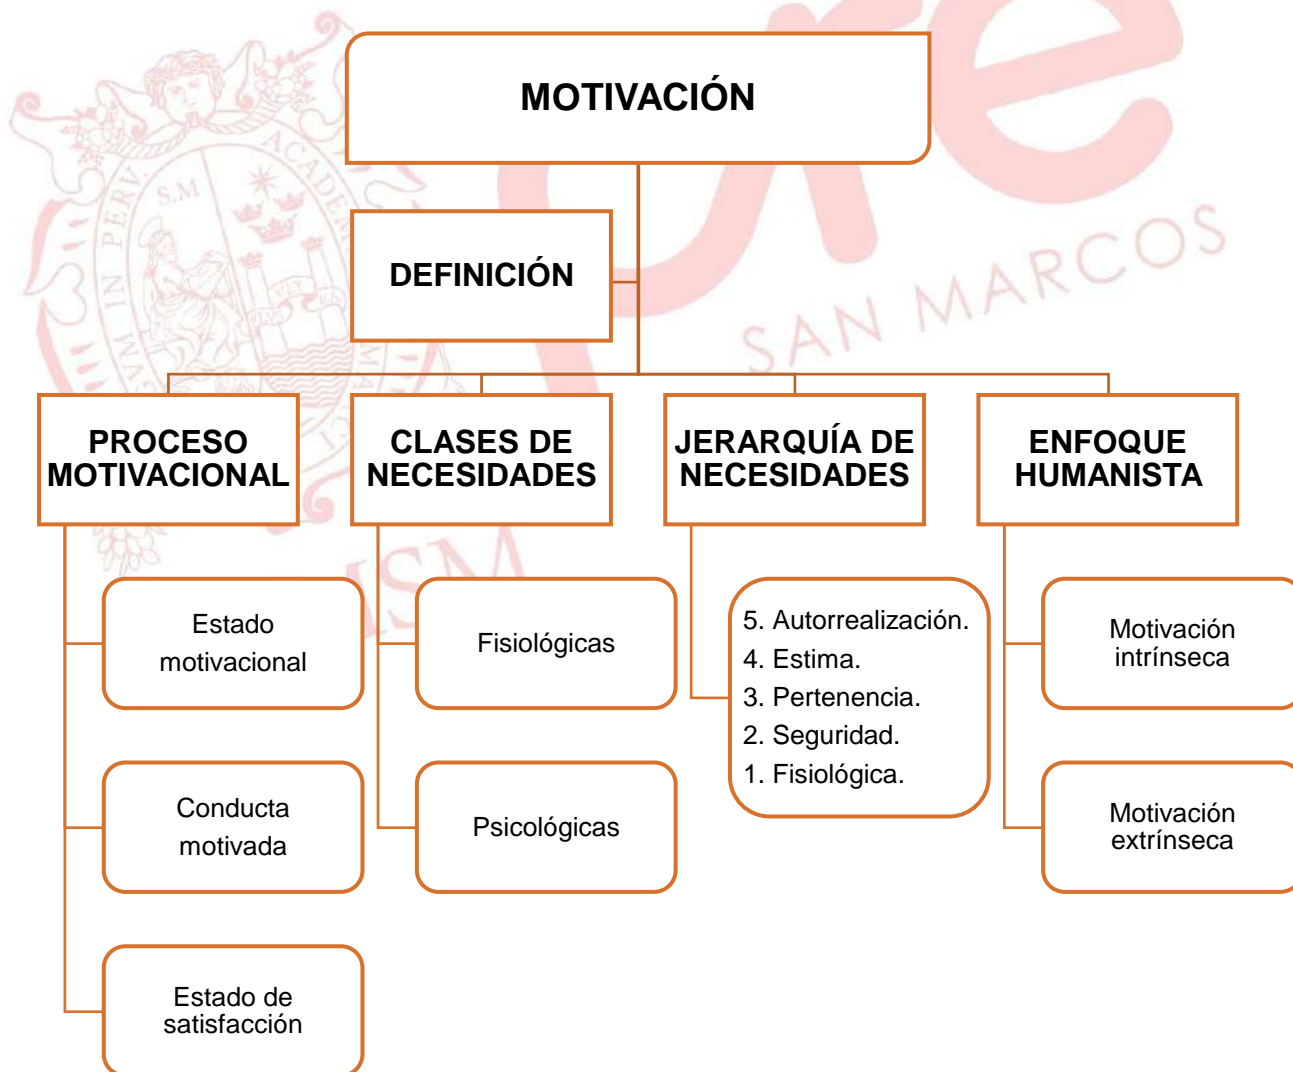 MOTIVACIÓN
DEFINICIÓN
SAN MARCOS
PROCESO
MOTIVACIONAL
CLASES DE
NECESIDADES
JERARQUÍA DE
NECESIDADES
ENFOQUE
HUMANISTA
Estado
motivacional
Conducta
motivada
Estado de
satisfacción
Fisiológicas
Psicológicas
5. Autorrealización.
4. Estima.
3. Pertenencia.
2. Seguridad.
1. Fisiológica.
Motivación
intrínseca
Motivación
extrínseca